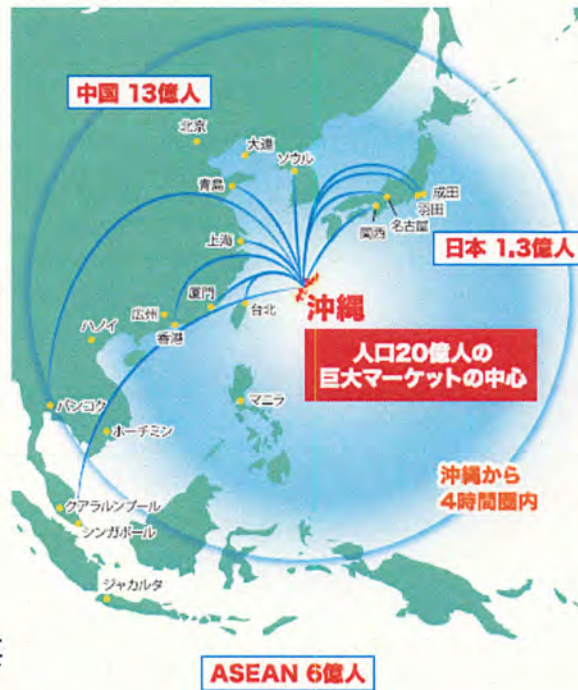 中国 13億人
北京
大連
ソウル
青島
成田
羽田
名古屋
関西
上海
日本 1.3億人
厦門
広州
台北
沖縄
香港
ハノイ
人口20億人の
巨大マーケットの中心
バンコク
マニラ
ホーチミン
沖縄から
4時間圏内
クアラルンプール
シンガポール
ジャカルタ
ASEAN 6億人